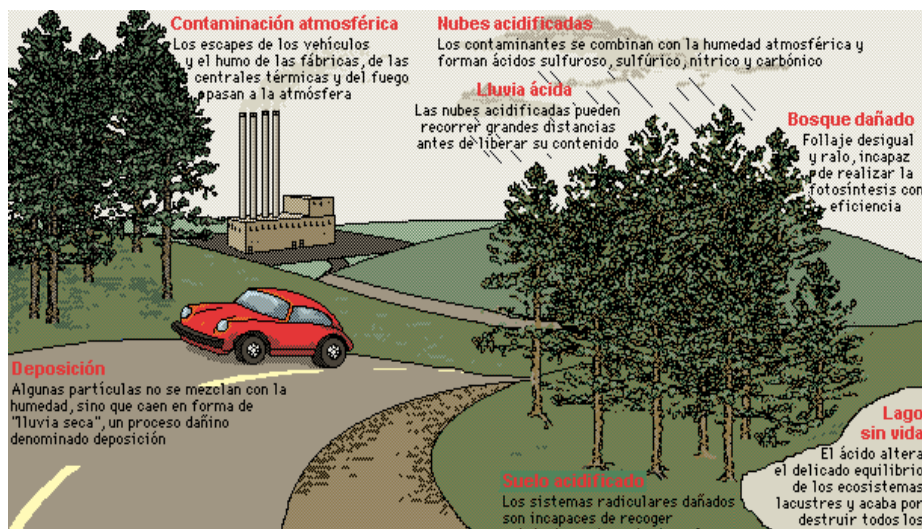 Contaminación atmosférica
Los escapes de los vehículos
y el humo de las fábricas, de las
centrales térmicas y del fuego
pasan a la atmósfera
Nubes acidificadas
Los contaminantes se combinan con la humedad atmosférica y
forman ácidos sulfuroso, sulfúrico, nítrico y carbónico
Lluvia ácida
Las nubes acidificadas pueden
recorrer grandes distancias
antes de liberar su contenido
Bosque dañado
Follaje desigual
y ralo, incapaz
de realizar la
fotosíntesis con
eficiencia
Deposición
Algunas partículas no se mezclan con la
humedad, sino que caen en forma de
"lluvia seca", un proceso dañino
denominado deposición
Suelo acidificado
Los sistemas radiculares dañados
son incapaces de recoger
Lago
sin vida
El ácido altera
el delicado equilibrio
de los ecosistemas
lacustres y acaba por
destruir todos los